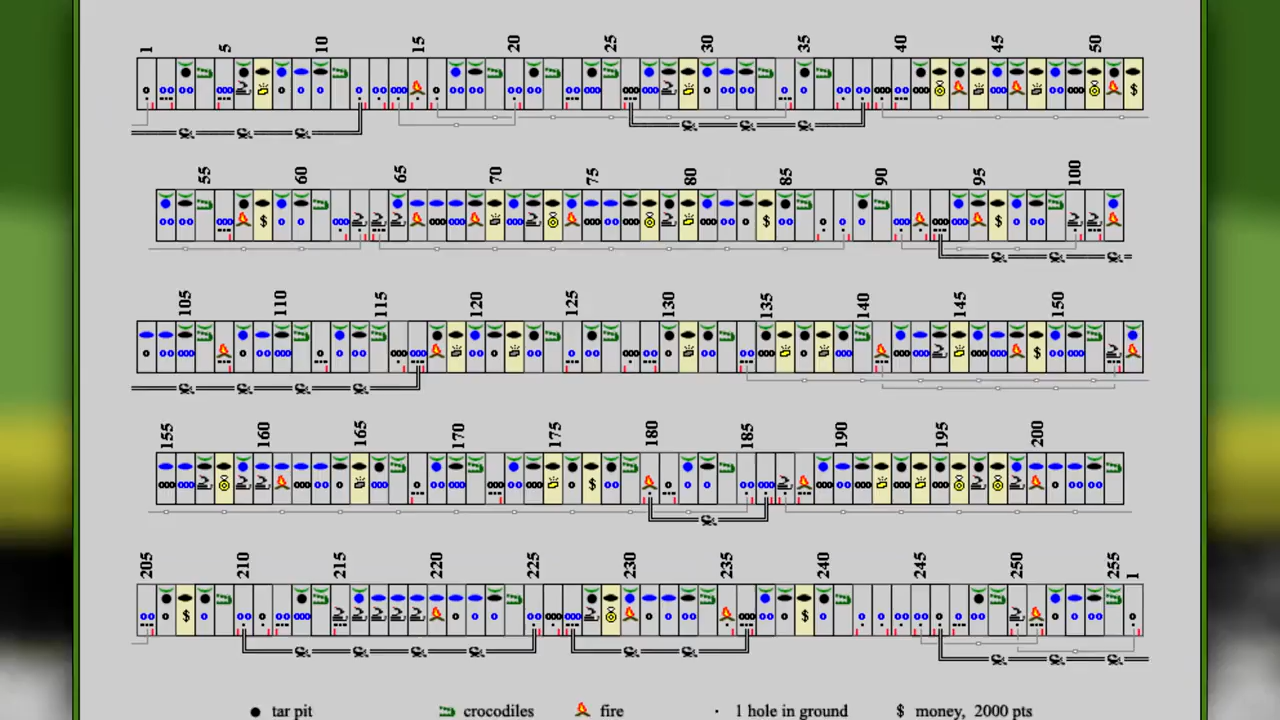 1 5 10 15 20 25 30 35 40 45 50
55 60 65 70 75 80 85 90 95 100
105 110 115 120 125 130 135 140 145 150
155 160 165 170 175 180 185 190 195 200
205 210 215 220 225 230 235 240 245 250 255 1
tar pit crocodiles fire 1 hole in ground $ money, 2000 pts